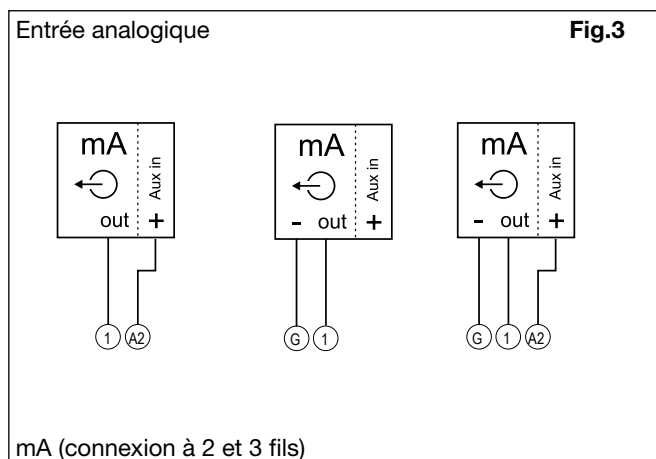 Entrée analogique Fig.3
mA mA mA
Aux in Aux in Aux in
out + - out + - out +
1 A2 G 1 G 1 A2
mA (connexion à 2 et 3 fils)